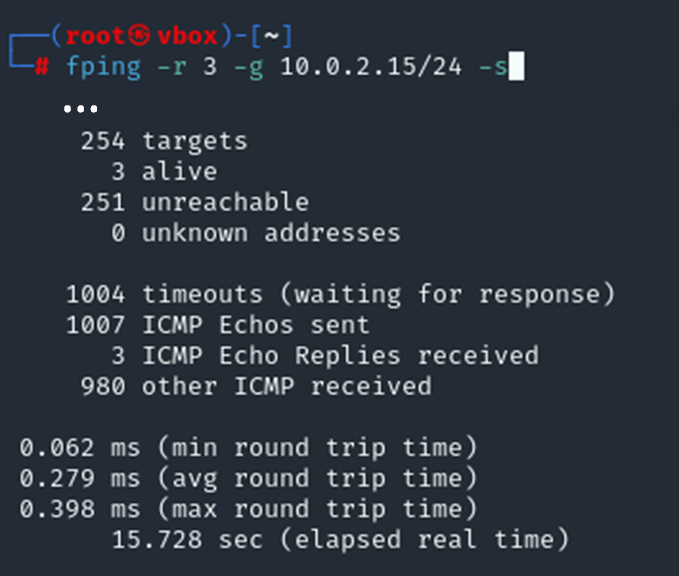 ┌──(root㉿vbox)-[~]
└─# fping -r 3 -g 10.0.2.15/24 -s
...
254 targets
3 alive
251 unreachable
0 unknown addresses
1004 timeouts (waiting for response)
1007 ICMP Echos sent
3 ICMP Echo Replies received
980 other ICMP received
0.062 ms (min round trip time)
0.279 ms (avg round trip time)
0.398 ms (max round trip time)
15.728 sec (elapsed real time)